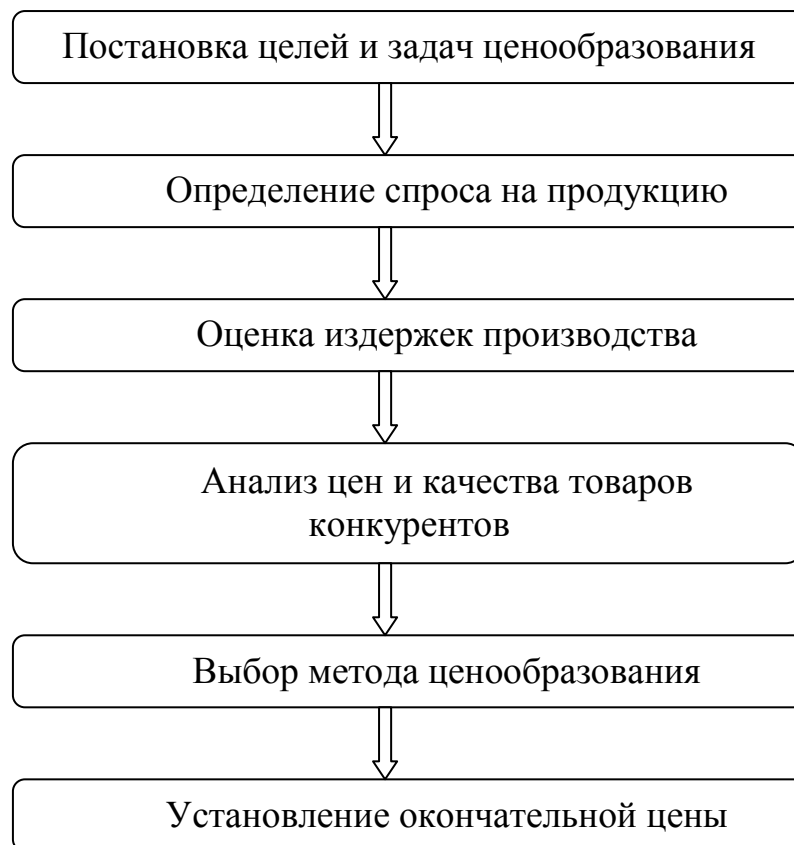 Постановка целей и задач ценообразования
Определение спроса на продукцию
Оценка издержек производства
Анализ цен и качества товаров
конкурентов
Выбор метода ценообразования
Установление окончательной цены